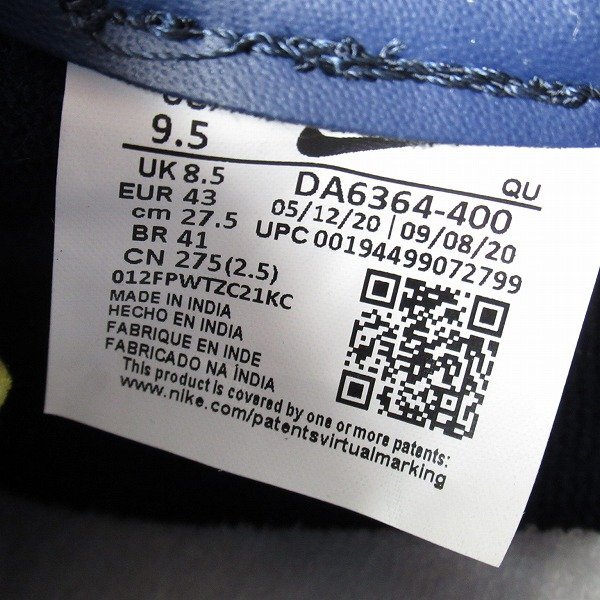 9.5
QU
UK 8.5
EUR 43
cm 27.5
BR 41
CN 275(2.5)
DA6364-400
05/12/20 | 09/08/20
UPC 00194499072799
012FPWTZC21KC
MADE IN INDIA
HECHO EN INDIA
FABRIQUE EN INDE
FABRICADO NA ÍNDIA
This product is covered by one or more patents:
www.nike.com/patentsvirtualmarking